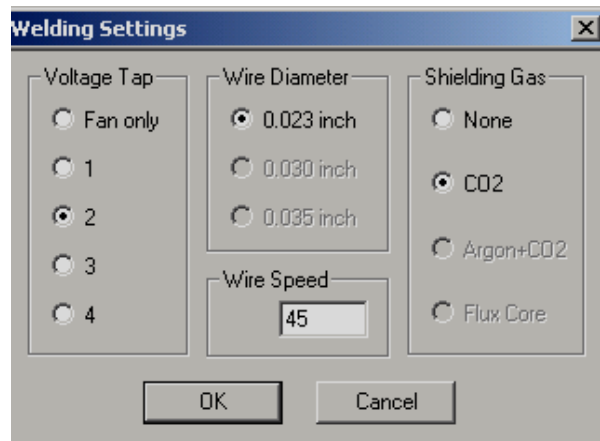 Welding Settings
Voltage Tap
Fan only
1
2
3
4
Wire Diameter
0.023 inch
0.030 inch
0.035 inch
Wire Speed
45
Shielding Gas
None
CO2
Argon+CO2
Flux Core
OK
Cancel